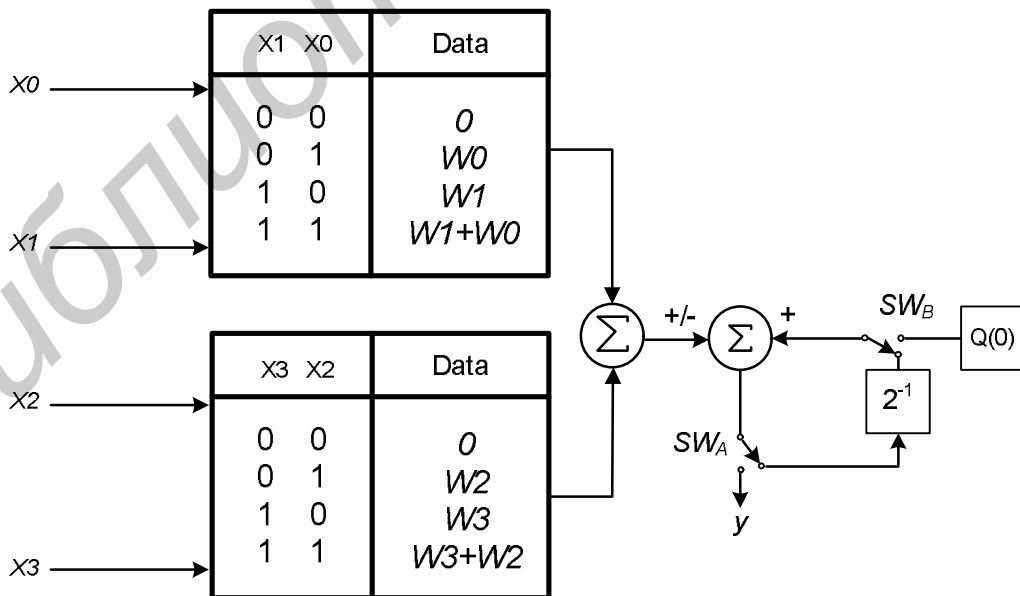 X1 X0 Data
X0
0 0 0
0 1 W0
1 0 W1
1 1 W1+W0
X1
X3 X2 Data
X2
0 0 0
0 1 W2
1 0 W3
1 1 W3+W2
X3
Σ
+/-
Σ
+
SW_B
Q(0)
2⁻¹
SW_A
y